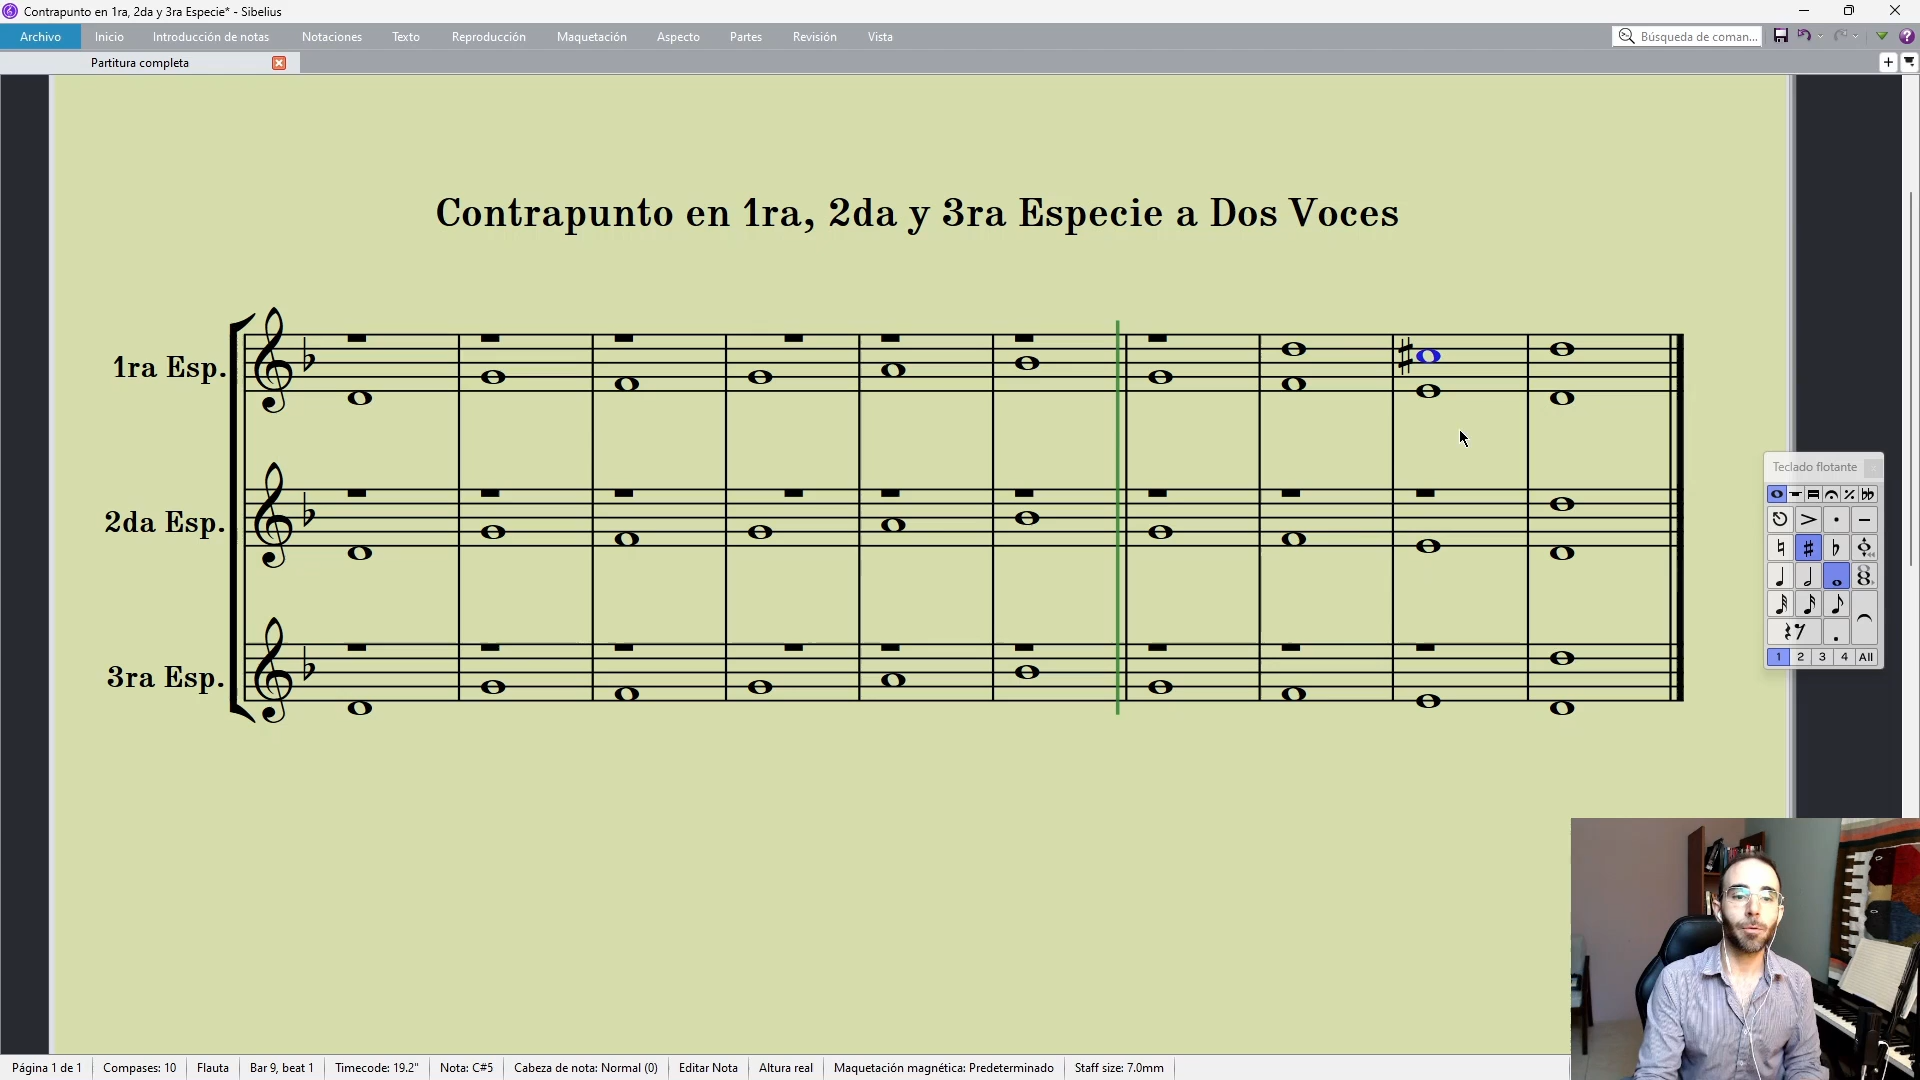 Contrapunto en 1ra, 2da y 3ra Especie* - Sibelius
Archivo Inicio Introducción de notas Notaciones Texto Reproducción Maquetación Aspecto Partes Revisión Vista Búsqueda de coman...
Partitura completa
Contrapunto en 1ra, 2da y 3ra Especie a Dos Voces
1ra Esp.
2da Esp.
3ra Esp.
Teclado flotante
1 2 3 4 All
Página 1 de 1 Compases: 10 Flauta Bar 9, beat 1 Timecode: 19.2" Nota: C#5 Cabeza de nota: Normal (0) Editar Nota Altura real Maquetación magnética: Predeterminado Staff size: 7.0mm